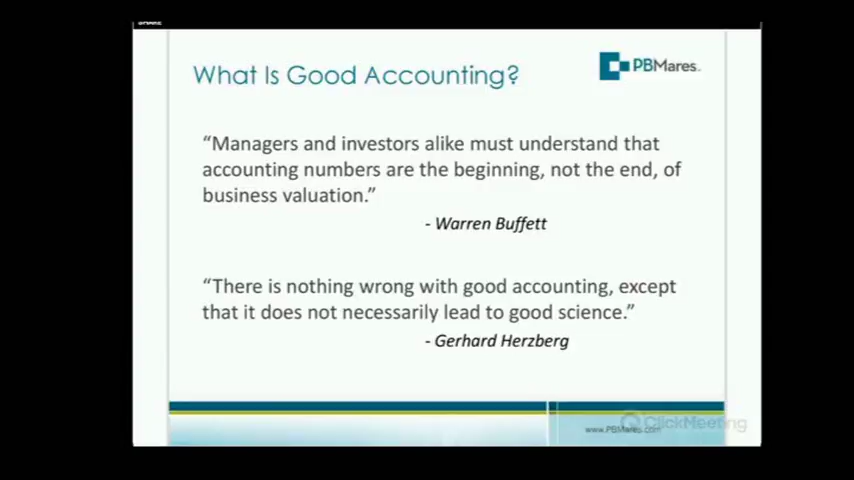 What Is Good Accounting?
PBMares
“Managers and investors alike must understand that
accounting numbers are the beginning, not the end, of
business valuation.”
- Warren Buffett
“There is nothing wrong with good accounting, except
that it does not necessarily lead to good science.”
- Gerhard Herzberg
www.PBMares.com
ClickMeeting